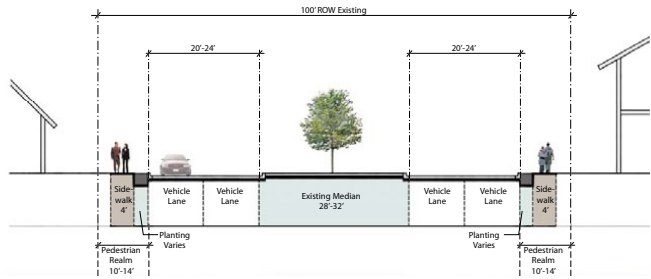 100' ROW Existing
20'-24'
20'-24'
Side-
walk
4'
Vehicle
Lane
Vehicle
Lane
Existing Median
28'-32'
Vehicle
Lane
Vehicle
Lane
Side-
walk
4'
Planting
Varies
Planting
Varies
Pedestrian
Realm
10'-14'
Pedestrian
Realm
10'-14'